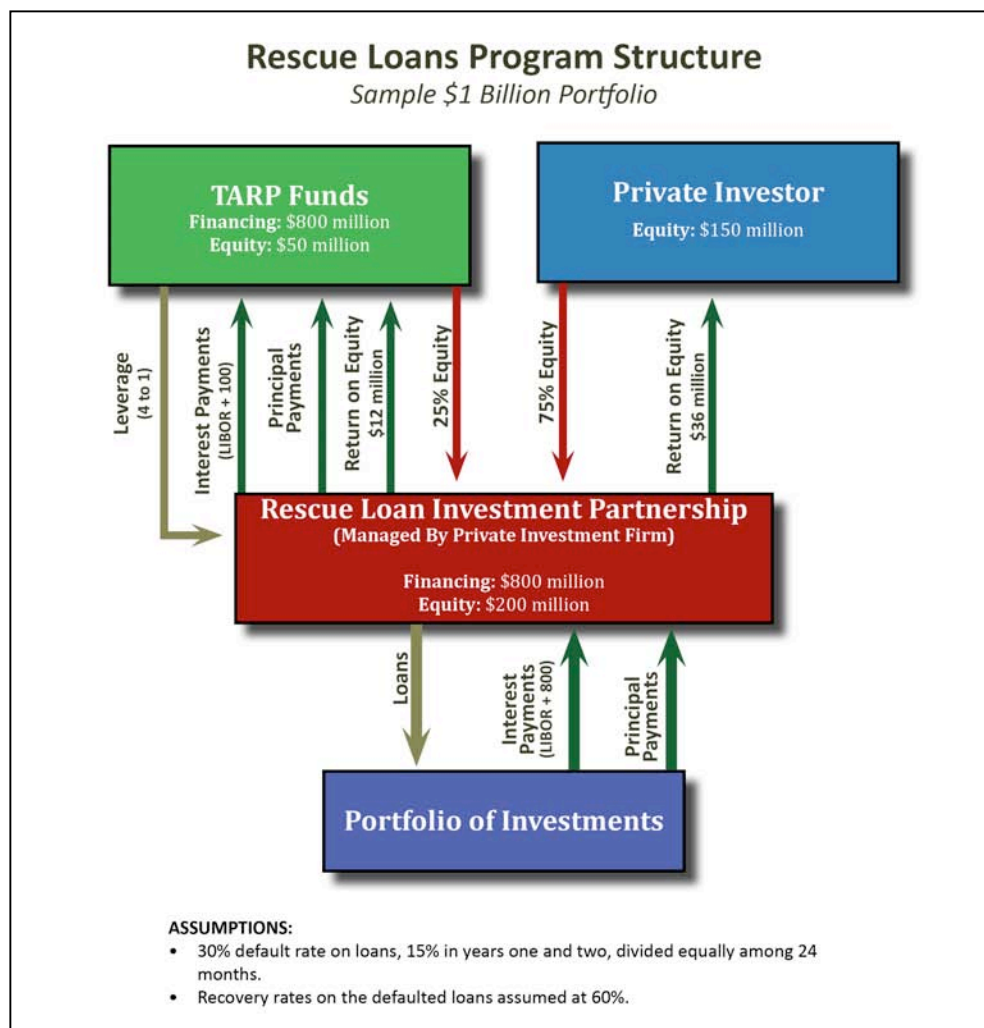 Rescue Loans Program Structure
Sample $1 Billion Portfolio
TARP Funds
Financing: $800 million
Equity: $50 million
Private Investor
Equity: $150 million
Leverage
(4 to 1)
Interest Payments
(LIBOR + 100)
Principal
Payments
Return on Equity
$12 million
25% Equity
75% Equity
Return on Equity
$36 million
Rescue Loan Investment Partnership
(Managed By Private Investment Firm)
Financing: $800 million
Equity: $200 million
Loans
Interest
Payments
(LIBOR + 800)
Principal
Payments
Portfolio of Investments
ASSUMPTIONS:
• 30% default rate on loans, 15% in years one and two, divided equally among 24
months.
• Recovery rates on the defaulted loans assumed at 60%.